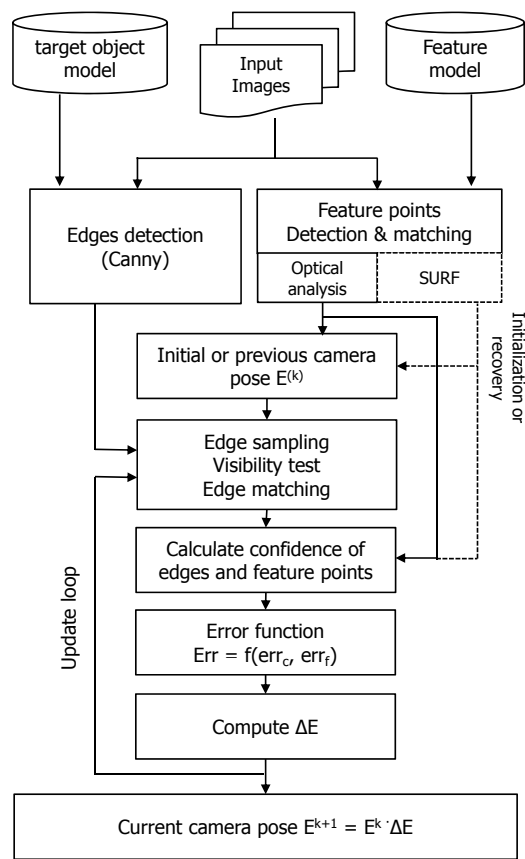 target object
model
Input
Images
Feature
model
Edges detection
(Canny)
Feature points
Detection & matching
Optical
analysis
SURF
Initialization or
recovery
Initial or previous camera
pose E⁽ᵏ⁾
Edge sampling
Visibility test
Edge matching
Calculate confidence of
edges and feature points
Update loop
Error function
Err = f(err꜀, err_f)
Compute ΔE
Current camera pose Eᵏ⁺¹ = Eᵏ·ΔE